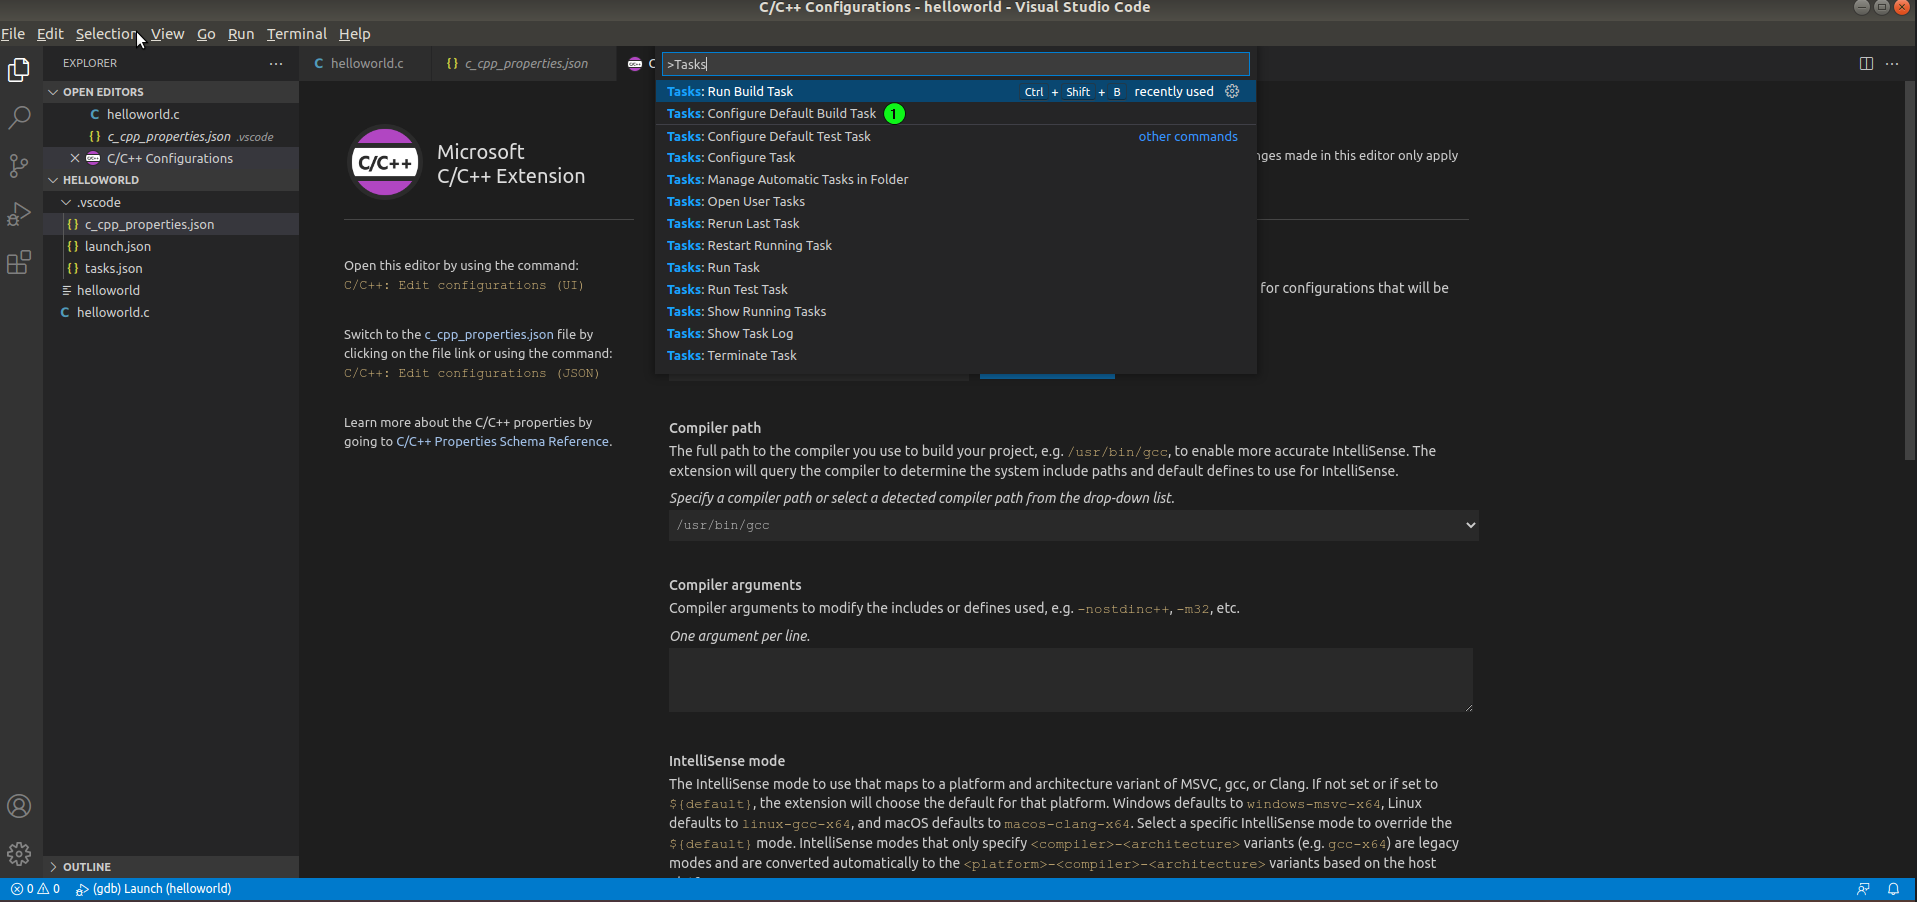 C/C++ Configurations - helloworld - Visual Studio Code
File Edit Selection View Go Run Terminal Help
EXPLORER
OPEN EDITORS
helloworld.c
c_cpp_properties.json .vscode
C/C++ Configurations
HELLOWORLD
.vscode
c_cpp_properties.json
launch.json
tasks.json
helloworld
helloworld.c
OUTLINE
helloworld.c
c_cpp_properties.json
C
>Tasks
Tasks: Run Build Task Ctrl + Shift + B recently used
Tasks: Configure Default Build Task 1
Tasks: Configure Default Test Task other commands
Tasks: Configure Task
Tasks: Manage Automatic Tasks in Folder
Tasks: Open User Tasks
Tasks: Rerun Last Task
Tasks: Restart Running Task
Tasks: Run Task
Tasks: Run Test Task
Tasks: Show Running Tasks
Tasks: Show Task Log
Tasks: Terminate Task
C/C++
Microsoft
C/C++ Extension
Open this editor by using the command:
C/C++: Edit configurations (UI)
Switch to the c_cpp_properties.json file by
clicking on the file link or using the command:
C/C++: Edit configurations (JSON)
Learn more about the C/C++ properties by
going to C/C++ Properties Schema Reference.
nges made in this editor only apply
for configurations that will be
Compiler path
The full path to the compiler you use to build your project, e.g. /usr/bin/gcc, to enable more accurate IntelliSense. The
extension will query the compiler to determine the system include paths and default defines to use for IntelliSense.
Specify a compiler path or select a detected compiler path from the drop-down list.
/usr/bin/gcc
Compiler arguments
Compiler arguments to modify the includes or defines used, e.g. -nostdinc++, -m32, etc.
One argument per line.
IntelliSense mode
The IntelliSense mode to use that maps to a platform and architecture variant of MSVC, gcc, or Clang. If not set or if set to
${default}, the extension will choose the default for that platform. Windows defaults to windows-msvc-x64, Linux
defaults to linux-gcc-x64, and macOS defaults to macos-clang-x64. Select a specific IntelliSense mode to override the
${default} mode. IntelliSense modes that only specify <compiler>-<architecture> variants (e.g. gcc-x64) are legacy
modes and are converted automatically to the <platform>-<compiler>-<architecture> variants based on the host
0 0 (gdb) Launch (helloworld)